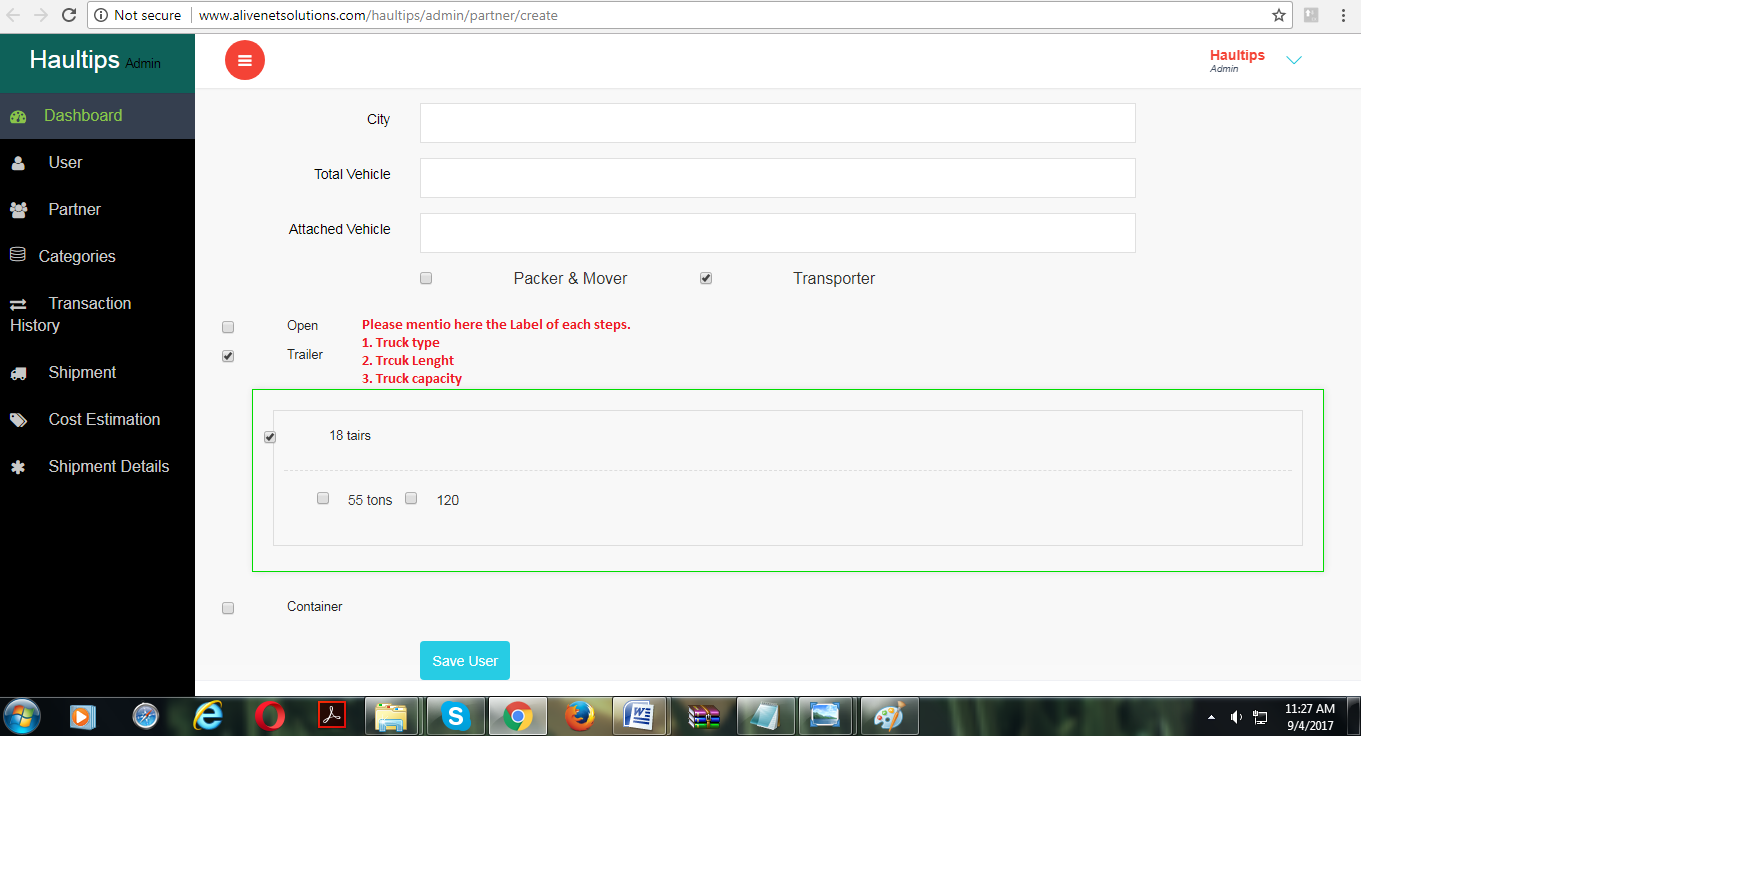 Not secure
www.alivenetsolutions.com/haultips/admin/partner/create
Haultips Admin
Haultips
Admin
Dashboard
User
Partner
Categories
Transaction
History
Shipment
Cost Estimation
Shipment Details
City
Total Vehicle
Attached Vehicle
Packer & Mover
Transporter
Open
Trailer
Please mentio here the Label of each steps.
1. Truck type
2. Trcuk Lenght
3. Truck capacity
18 tairs
55 tons
120
Container
Save User
11:27 AM
9/4/2017